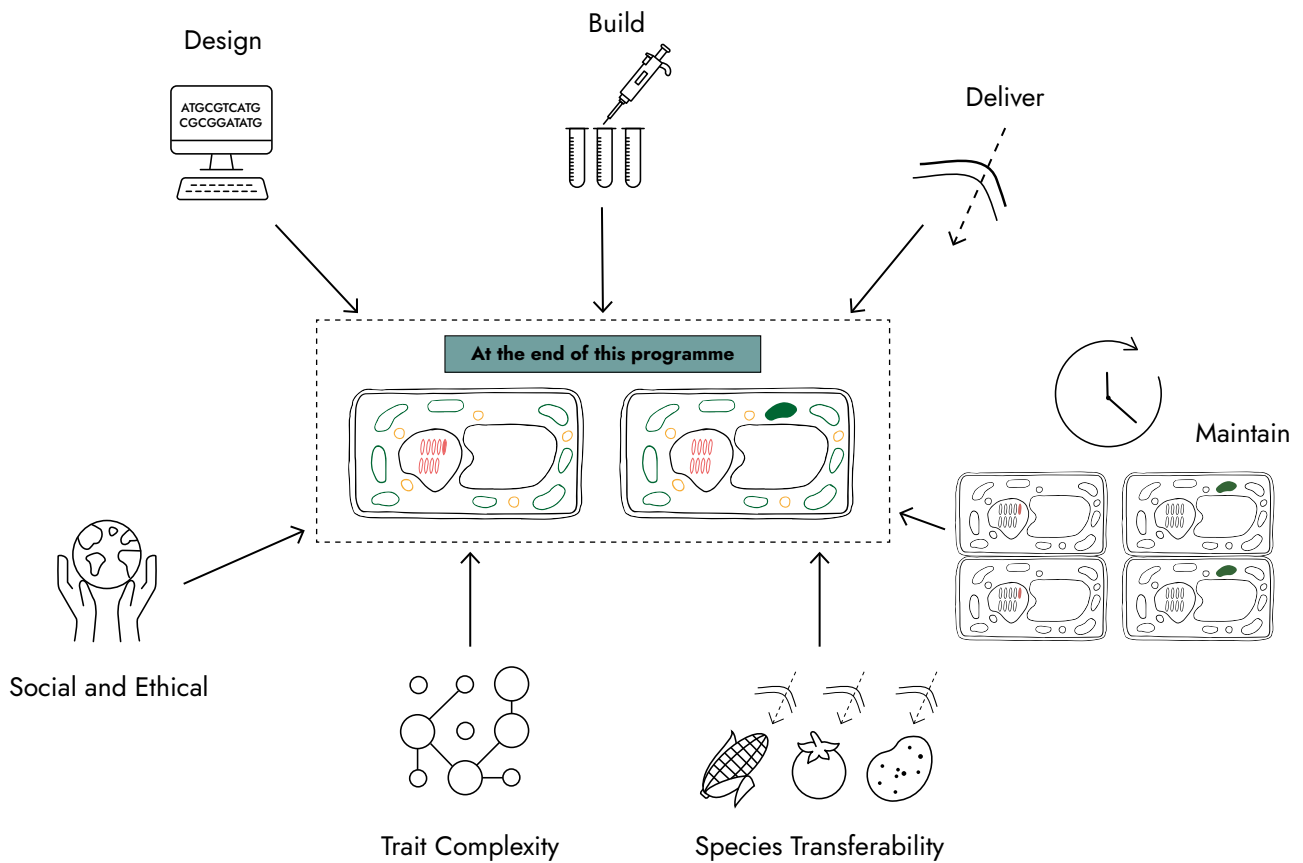 Design
Build
Deliver
ATGCGTCATG
CGCGGATATG
At the end of this programme
Maintain
Social and Ethical
Trait Complexity
Species Transferability